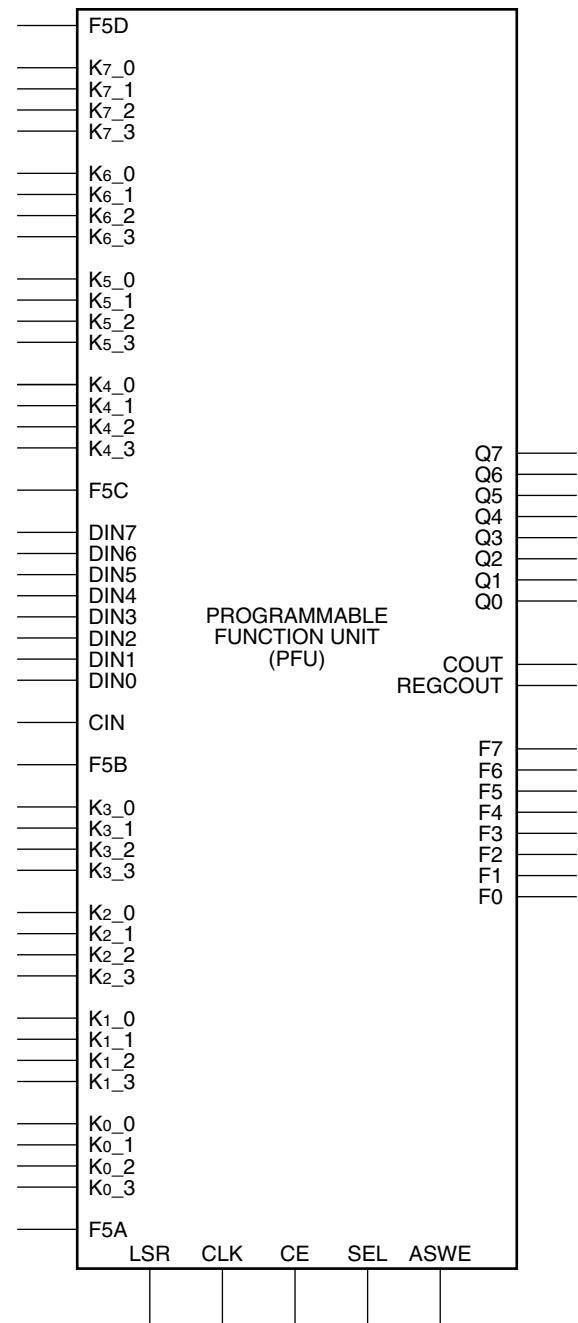 F5D
K7_0
K7_1
K7_2
K7_3
K6_0
K6_1
K6_2
K6_3
K5_0
K5_1
K5_2
K5_3
K4_0
K4_1
K4_2
K4_3
F5C
DIN7
DIN6
DIN5
DIN4
DIN3
DIN2
DIN1
DIN0
CIN
F5B
K3_0
K3_1
K3_2
K3_3
K2_0
K2_1
K2_2
K2_3
K1_0
K1_1
K1_2
K1_3
K0_0
K0_1
K0_2
K0_3
F5A
PROGRAMMABLE
FUNCTION UNIT
(PFU)
Q7
Q6
Q5
Q4
Q3
Q2
Q1
Q0
COUT
REGCOUT
F7
F6
F5
F4
F3
F2
F1
F0
LSR CLK CE SEL ASWE